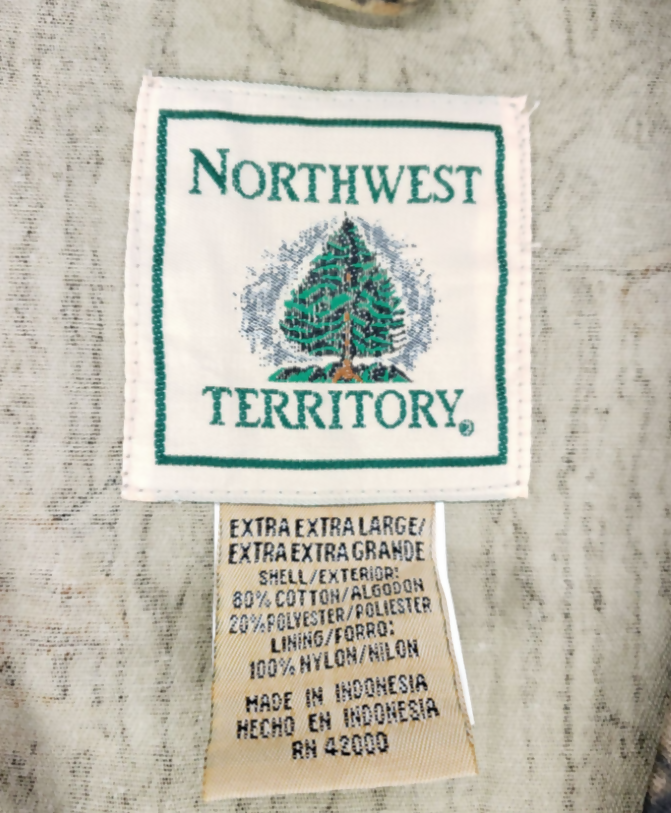 NORTHWEST
TERRITORY®
EXTRA EXTRA LARGE/
EXTRA EXTRA GRANDE
SHELL/EXTERIOR:
80% COTTON/ALGODON
20% POLYESTER/POLIESTER
LINING/FORRO:
100% NYLON/NILON
MADE IN INDONESIA
HECHO EN INDONESIA
RN 42000